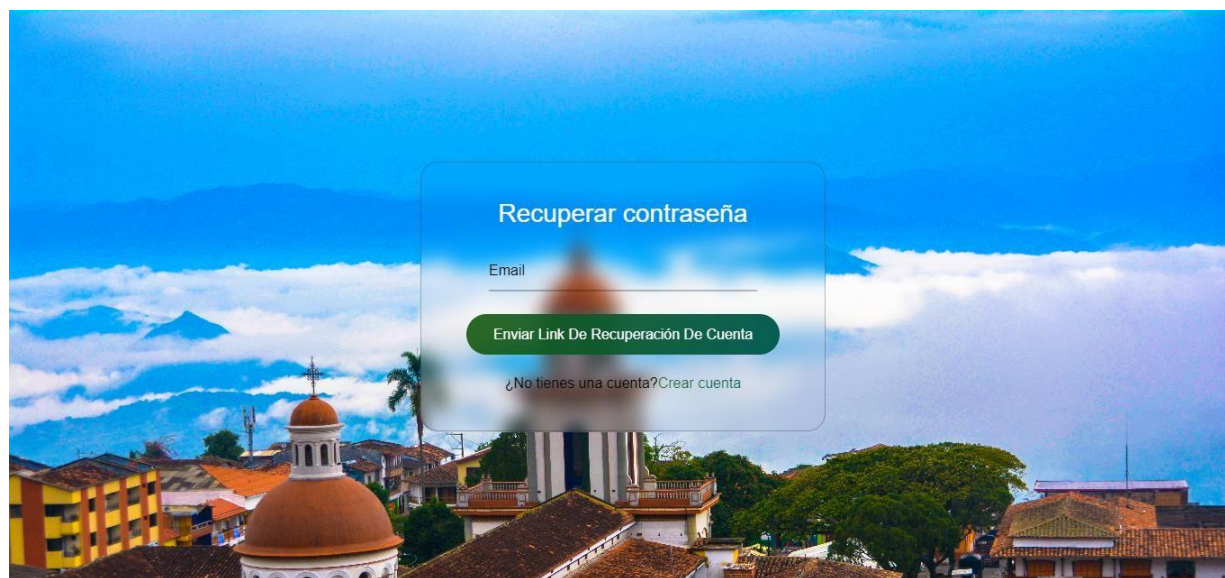 Recuperar contraseña
Email
Enviar Link De Recuperación De Cuenta
¿No tienes una cuenta?Crear cuenta